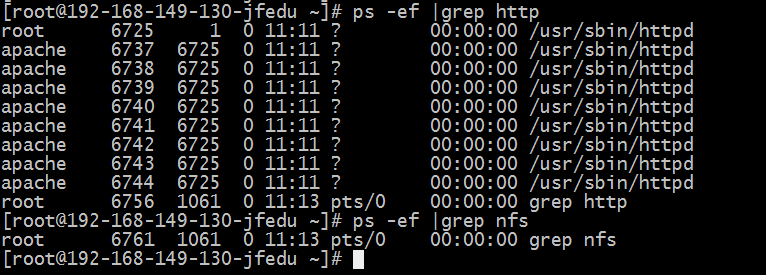 [root@192-168-149-130-jfedu ~]# ps -ef |grep http
root 6725 1 0 11:11 ? 00:00:00 /usr/sbin/httpd
apache 6737 6725 0 11:11 ? 00:00:00 /usr/sbin/httpd
apache 6738 6725 0 11:11 ? 00:00:00 /usr/sbin/httpd
apache 6739 6725 0 11:11 ? 00:00:00 /usr/sbin/httpd
apache 6740 6725 0 11:11 ? 00:00:00 /usr/sbin/httpd
apache 6741 6725 0 11:11 ? 00:00:00 /usr/sbin/httpd
apache 6742 6725 0 11:11 ? 00:00:00 /usr/sbin/httpd
apache 6743 6725 0 11:11 ? 00:00:00 /usr/sbin/httpd
apache 6744 6725 0 11:11 ? 00:00:00 /usr/sbin/httpd
root 6756 1061 0 11:13 pts/0 00:00:00 grep http
[root@192-168-149-130-jfedu ~]# ps -ef |grep nfs
root 6761 1061 0 11:13 pts/0 00:00:00 grep nfs
[root@192-168-149-130-jfedu ~]#